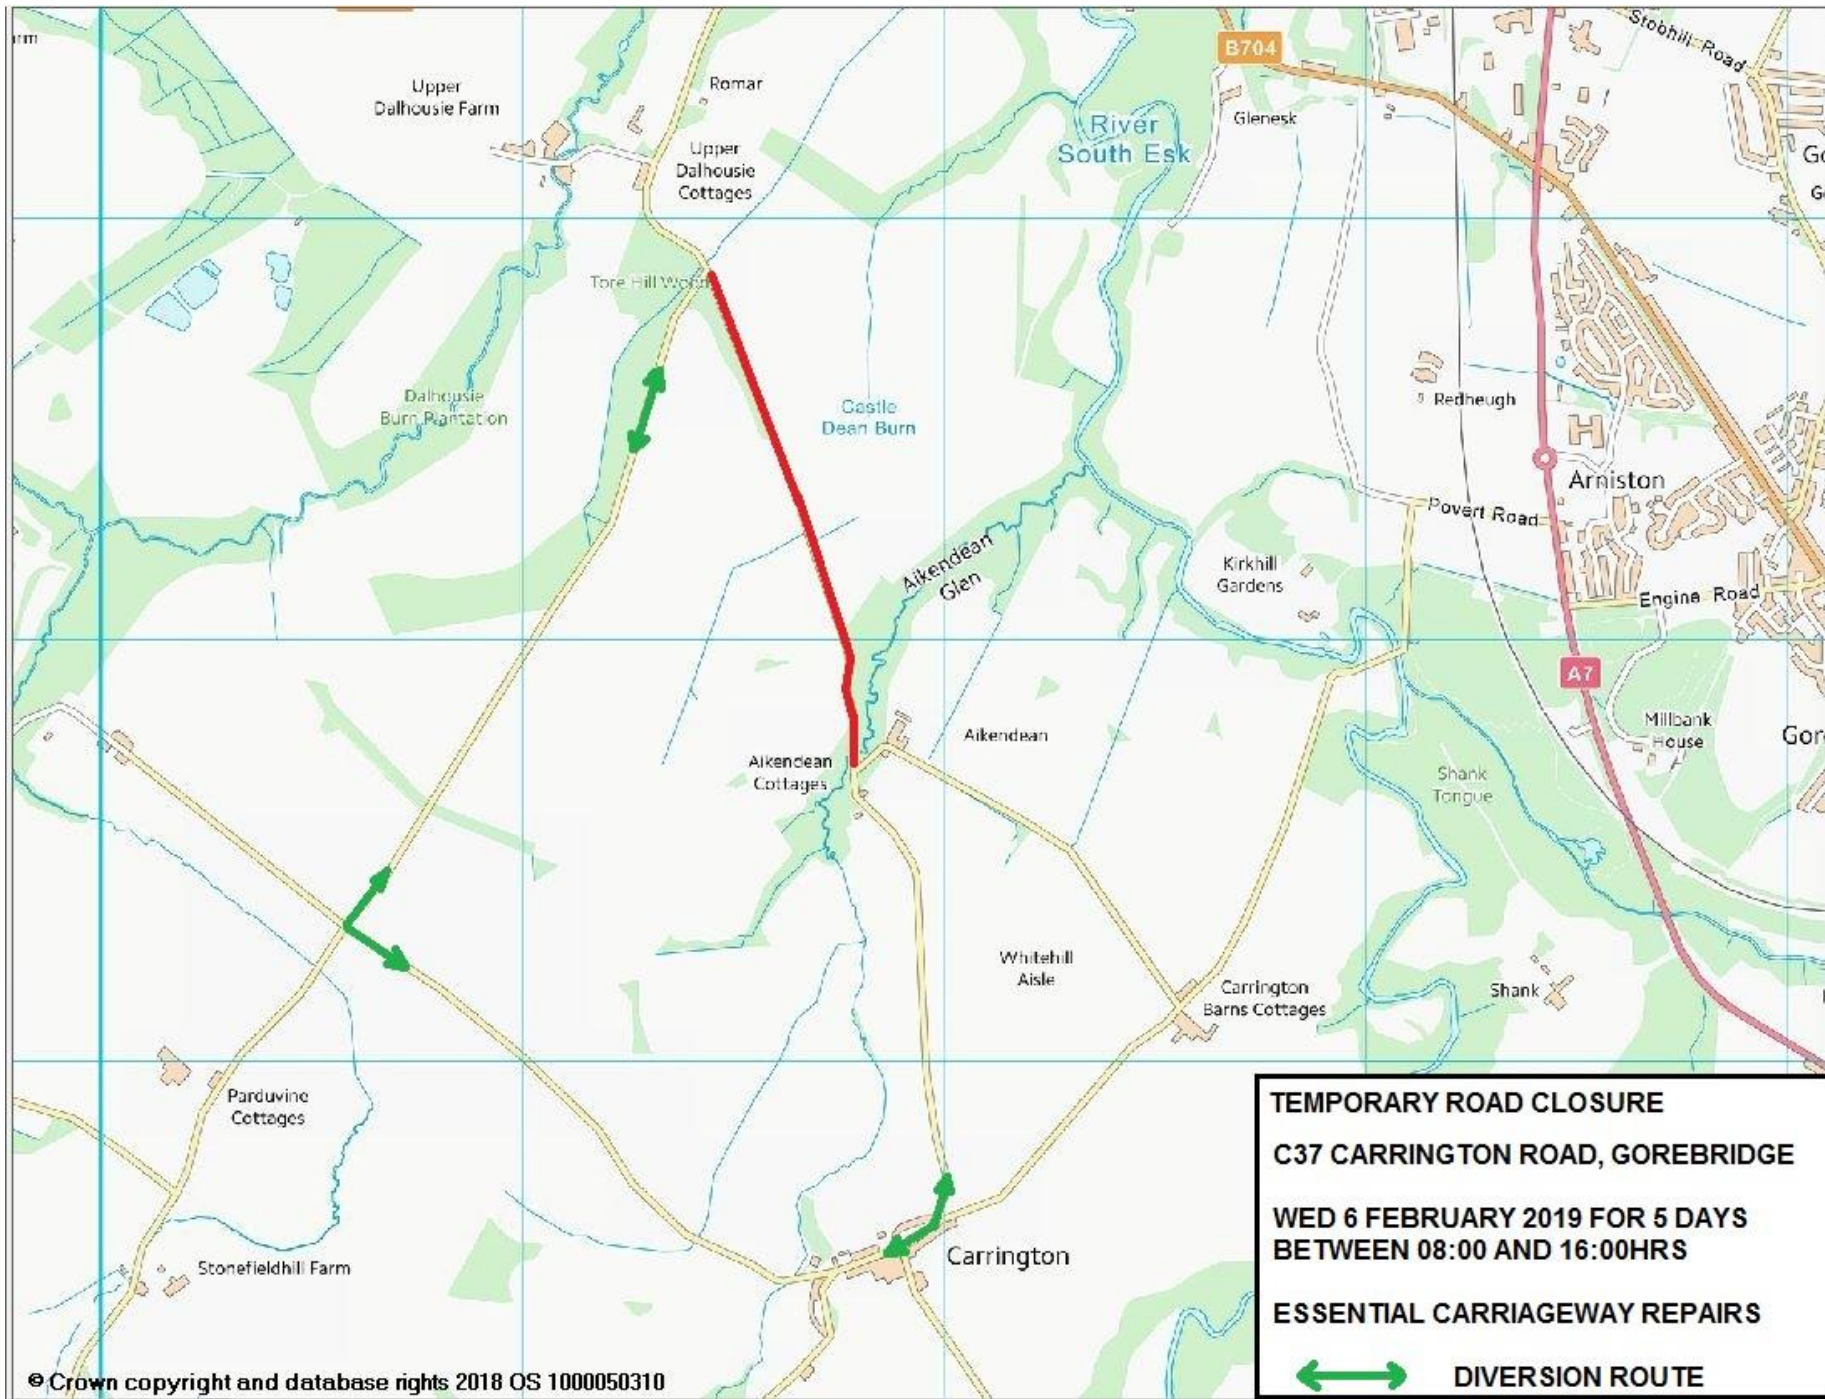 Stobhill Road
B704
Upper
Dalhousie Farm
Romar
Glenesk
River
South Esk
Upper
Dalhousie
Cottages
Tore Hill Wood
Dalhousie
Burn Plantation
Castle
Dean Burn
Redheugh
Arniston
Povert Road
Aikendean
Glen
Kirkhill
Gardens
Engine Road
A7
Millbank
House
Aikendean
Aikendean
Cottages
Shank
Tongue
Whitehill
Aisle
Carrington
Barns Cottages
Shank
Parduvine
Cottages
Stonefieldhill Farm
Carrington
TEMPORARY ROAD CLOSURE
C37 CARRINGTON ROAD, GOREBRIDGE
WED 6 FEBRUARY 2019 FOR 5 DAYS
BETWEEN 08:00 AND 16:00HRS
ESSENTIAL CARRIAGEWAY REPAIRS
DIVERSION ROUTE
© Crown copyright and database rights 2018 OS 1000050310